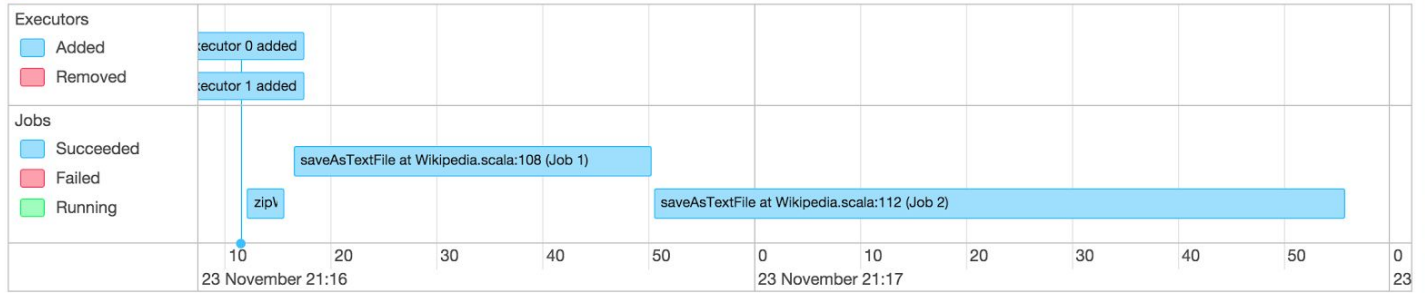 Executors
Added
Removed
xecutor 0 added
xecutor 1 added
Jobs
Succeeded
Failed
Running
saveAsTextFile at Wikipedia.scala:108 (Job 1)
zipW
saveAsTextFile at Wikipedia.scala:112 (Job 2)
10 20 30 40 50 0 10 20 30 40 50 0
23 November 21:16 23 November 21:17 23